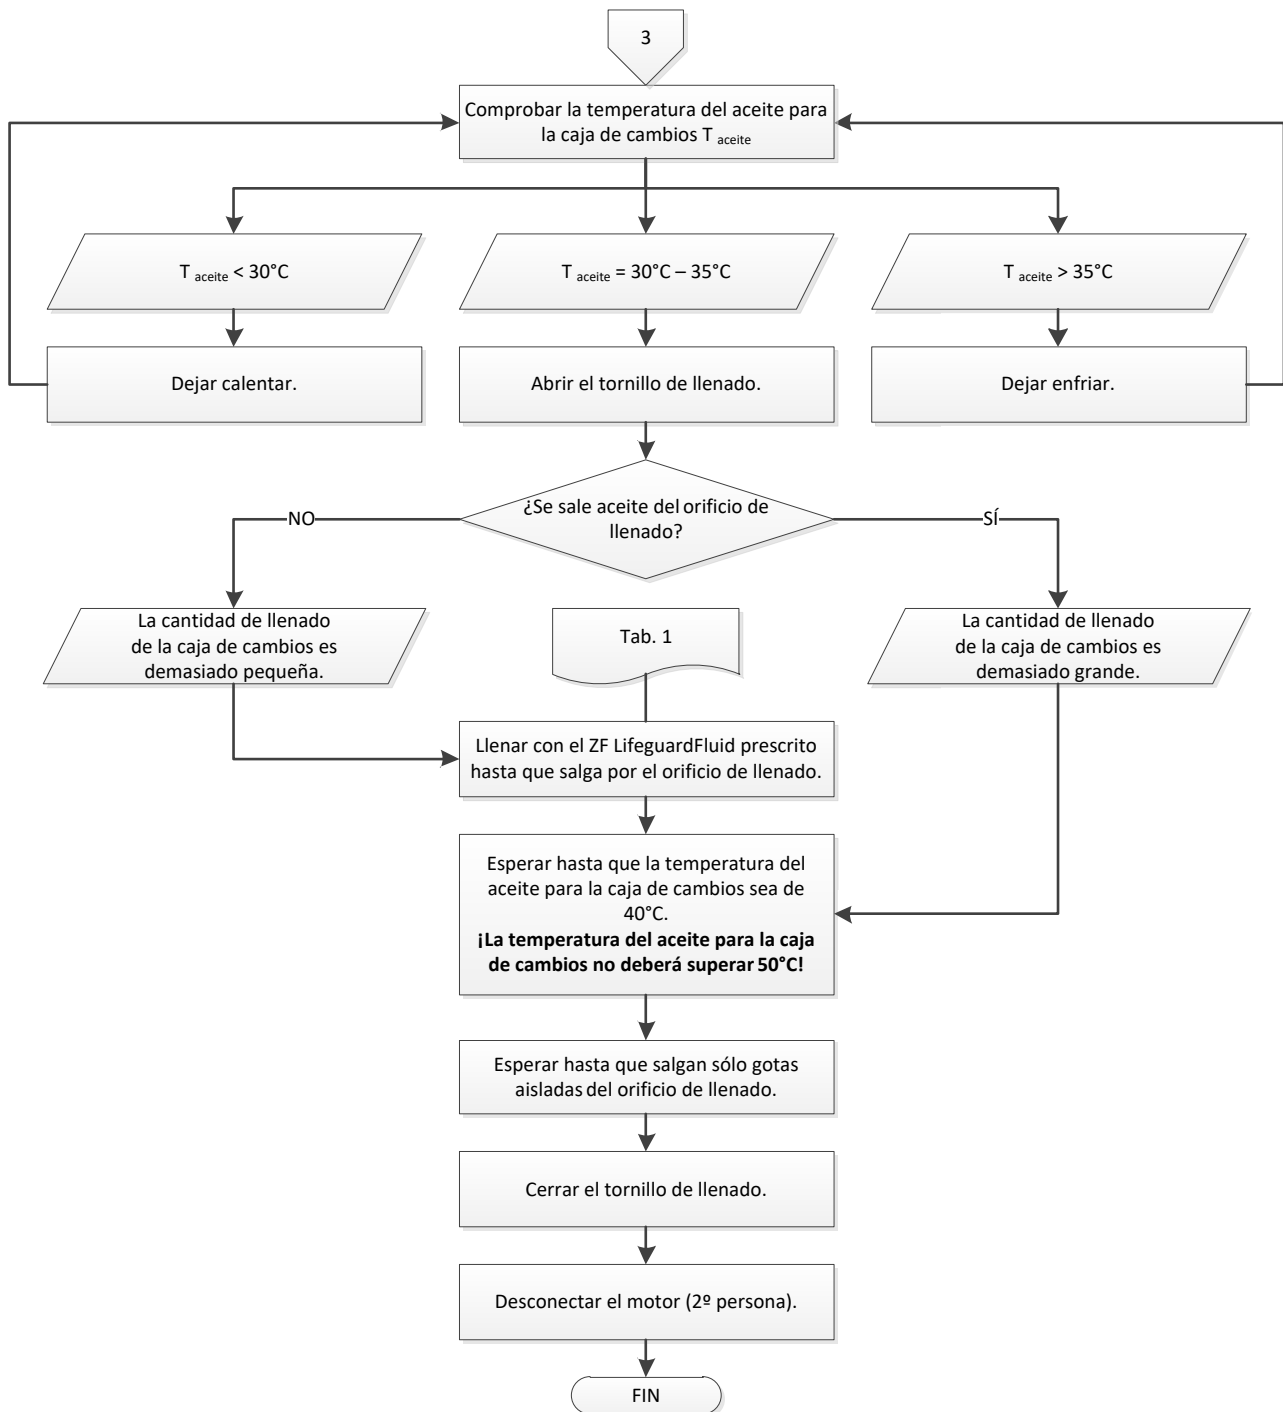 3
Comprobar la temperatura del aceite para
la caja de cambios T aceite
T aceite < 30°C
T aceite = 30°C – 35°C
T aceite > 35°C
Dejar calentar.
Abrir el tornillo de llenado.
Dejar enfriar.
¿Se sale aceite del orificio de
llenado?
NO
SÍ
La cantidad de llenado
de la caja de cambios es
demasiado pequeña.
Tab. 1
La cantidad de llenado
de la caja de cambios es
demasiado grande.
Llenar con el ZF LifeguardFluid prescrito
hasta que salga por el orificio de llenado.
Esperar hasta que la temperatura del
aceite para la caja de cambios sea de
40°C.
¡La temperatura del aceite para la caja
de cambios no deberá superar 50°C!
Esperar hasta que salgan sólo gotas
aisladas del orificio de llenado.
Cerrar el tornillo de llenado.
Desconectar el motor (2º persona).
FIN